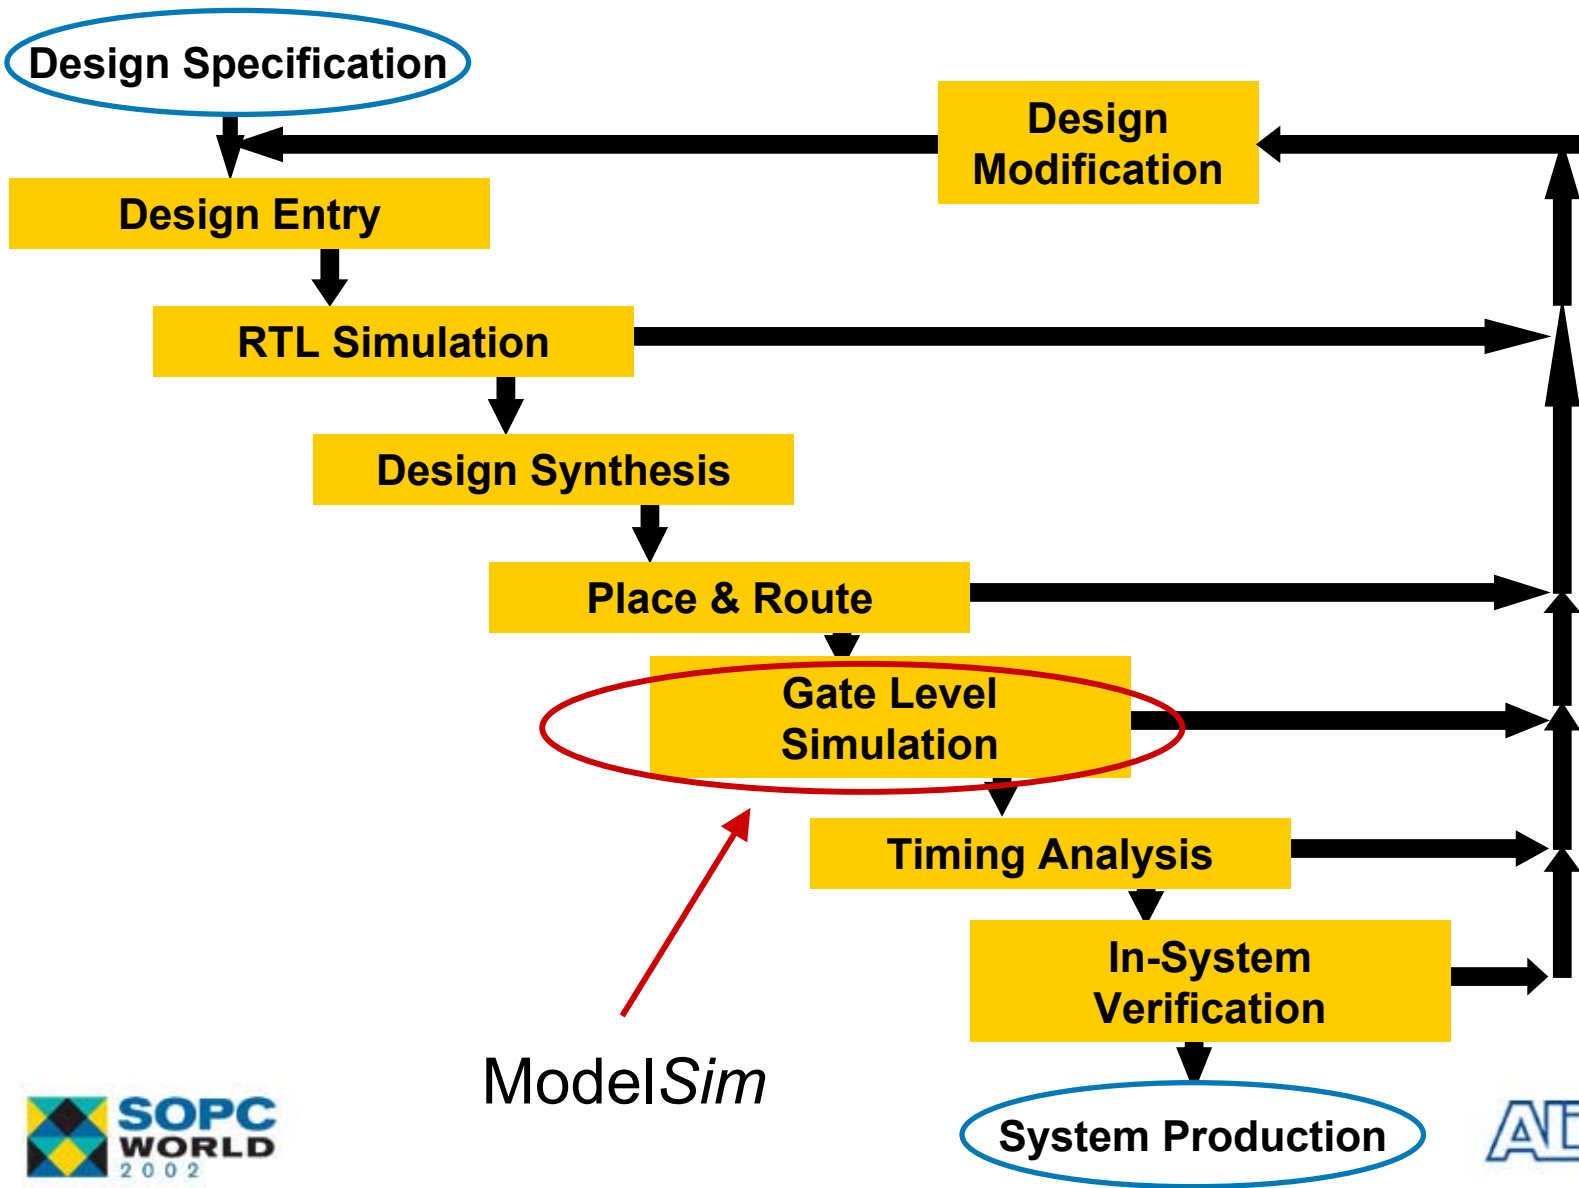 Design Specification
Design
Modification
Design Entry
RTL Simulation
Design Synthesis
Place & Route
Gate Level
Simulation
Timing Analysis
In-System
Verification
ModelSim
System Production
SOPC
WORLD
2002